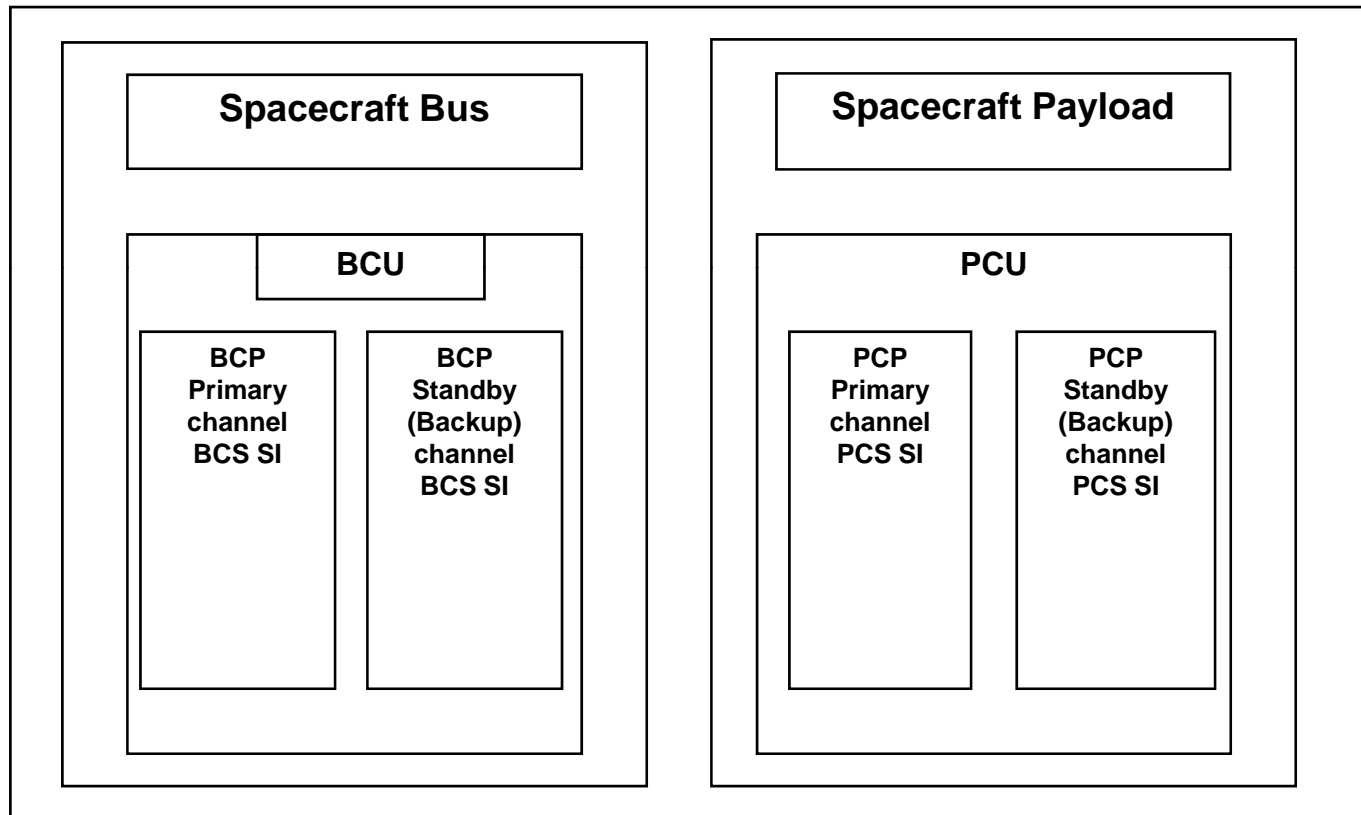 Spacecraft Bus
BCU
BCP
Primary
channel
BCS SI
BCP
Standby
(Backup)
channel
BCS SI
Spacecraft Payload
PCU
PCP
Primary
channel
PCS SI
PCP
Standby
(Backup)
channel
PCS SI